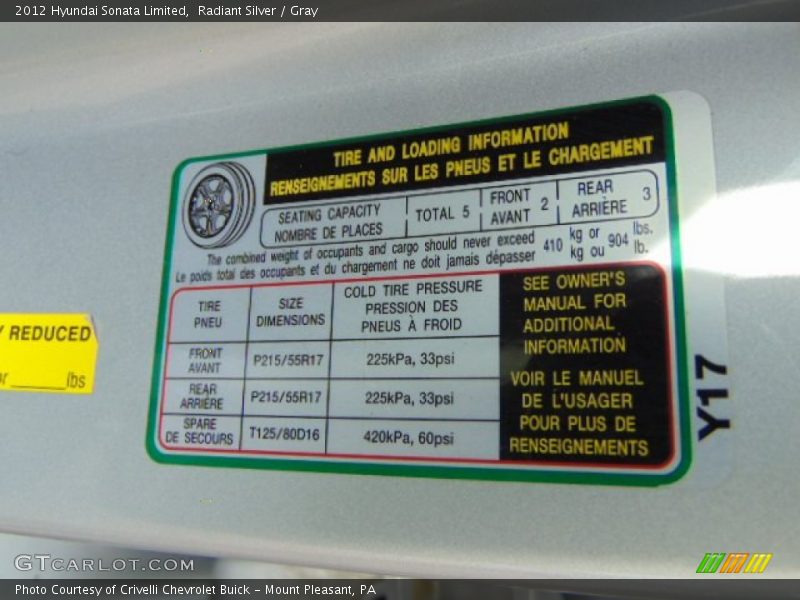 2012 Hyundai Sonata Limited, Radiant Silver / Gray
TIRE AND LOADING INFORMATION
RENSEIGNEMENTS SUR LES PNEUS ET LE CHARGEMENT
SEATING CAPACITY
NOMBRE DE PLACES
TOTAL 5
FRONT
AVANT 2
REAR
ARRIÈRE 3
The combined weight of occupants and cargo should never exceed 410 kg or 904 lbs.
Le poids total des occupants et du chargement ne doit jamais dépasser kg ou lb.
TIRE
PNEU
SIZE
DIMENSIONS
COLD TIRE PRESSURE
PRESSION DES
PNEUS À FROID
FRONT
AVANT
P215/55R17
225kPa, 33psi
REAR
ARRIÈRE
P215/55R17
225kPa, 33psi
SPARE
DE SECOURS
T125/80D16
420kPa, 60psi
SEE OWNER'S
MANUAL FOR
ADDITIONAL
INFORMATION
VOIR LE MANUEL
DE L'USAGER
POUR PLUS DE
RENSEIGNEMENTS
Y17
REDUCED
lbs
GTCARLOT.COM
Photo Courtesy of Crivelli Chevrolet Buick - Mount Pleasant, PA